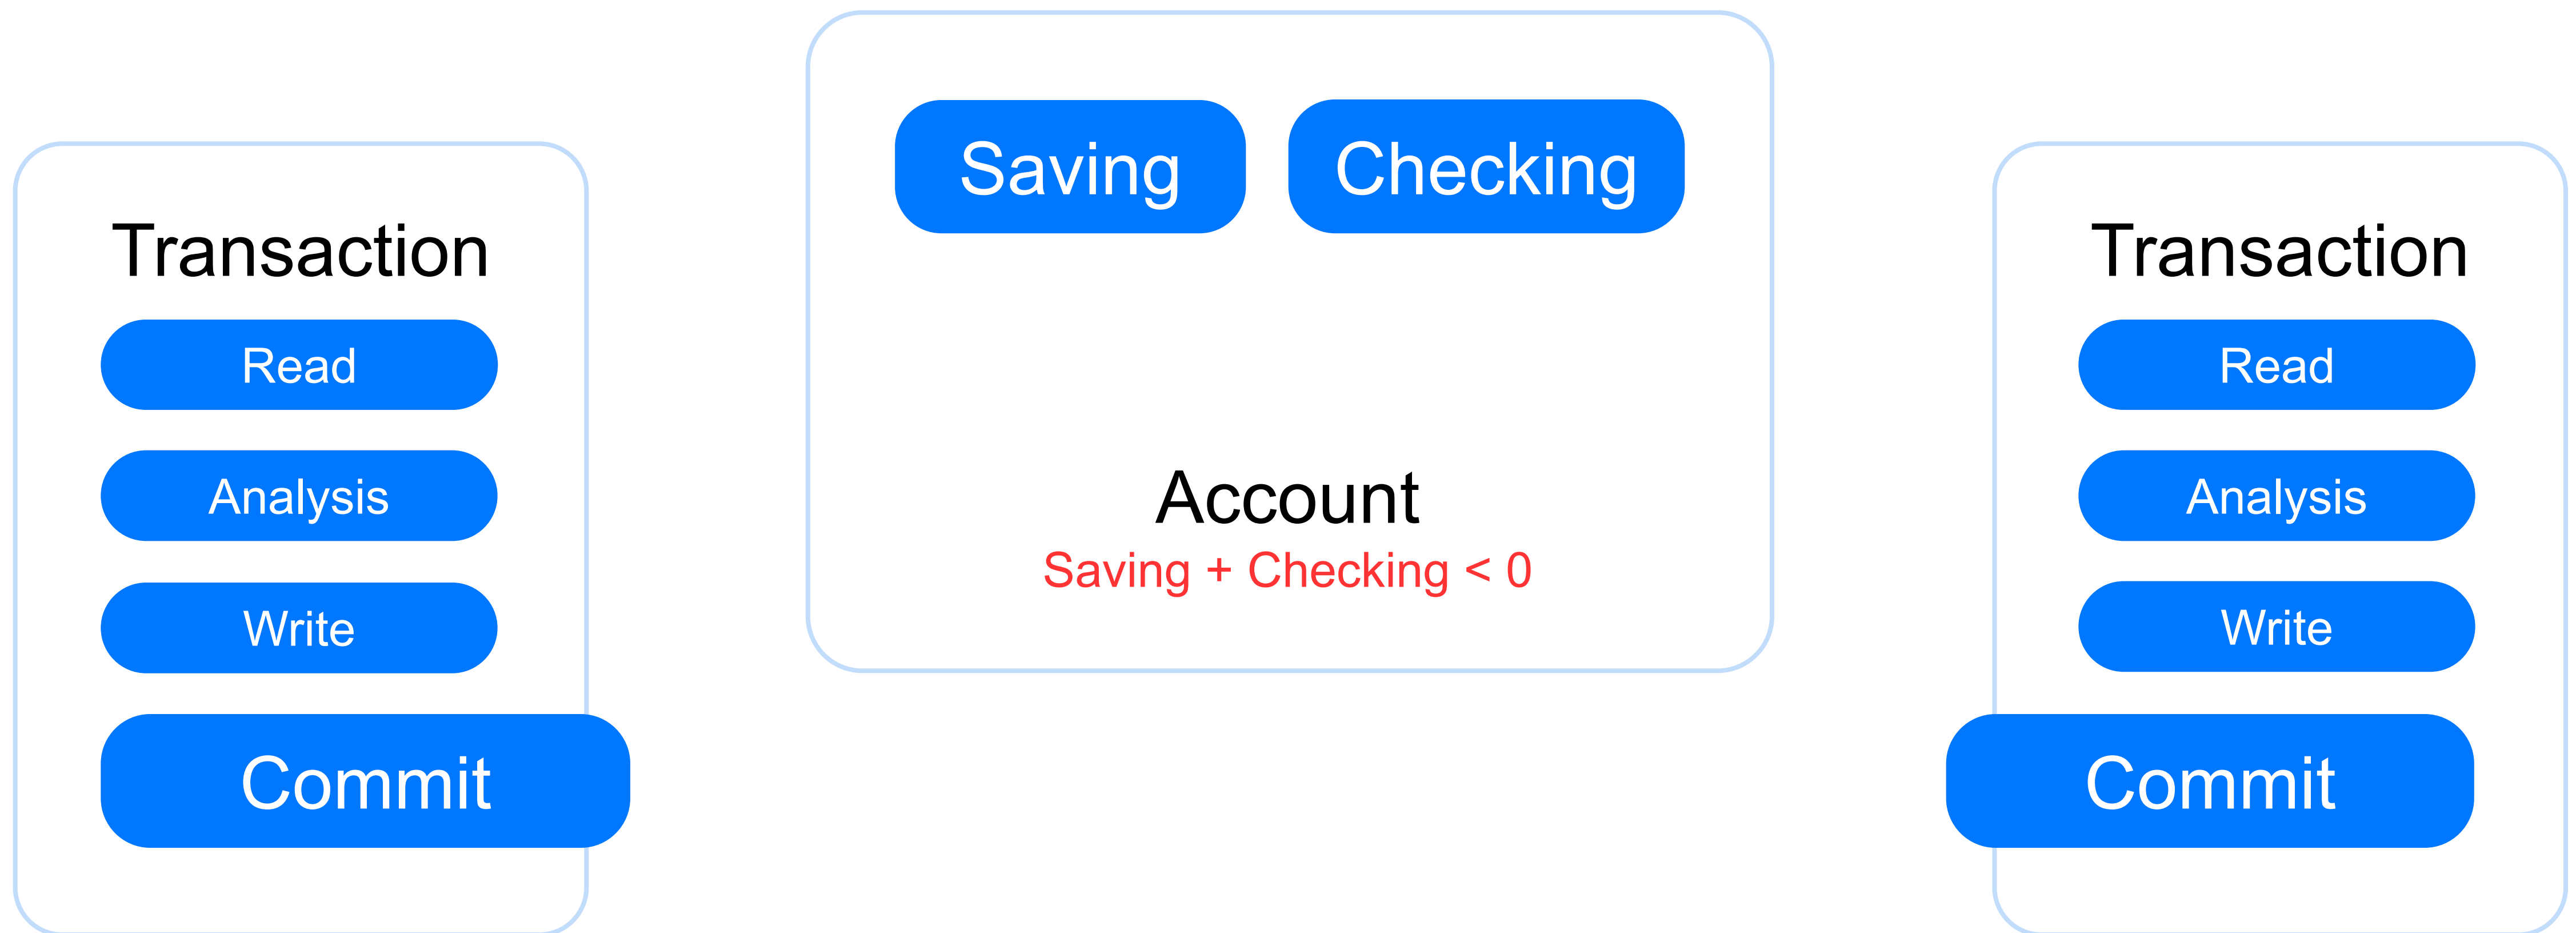 Transaction
Read
Analysis
Write
Commit
Saving
Checking
Account
Saving + Checking < 0
Transaction
Read
Analysis
Write
Commit